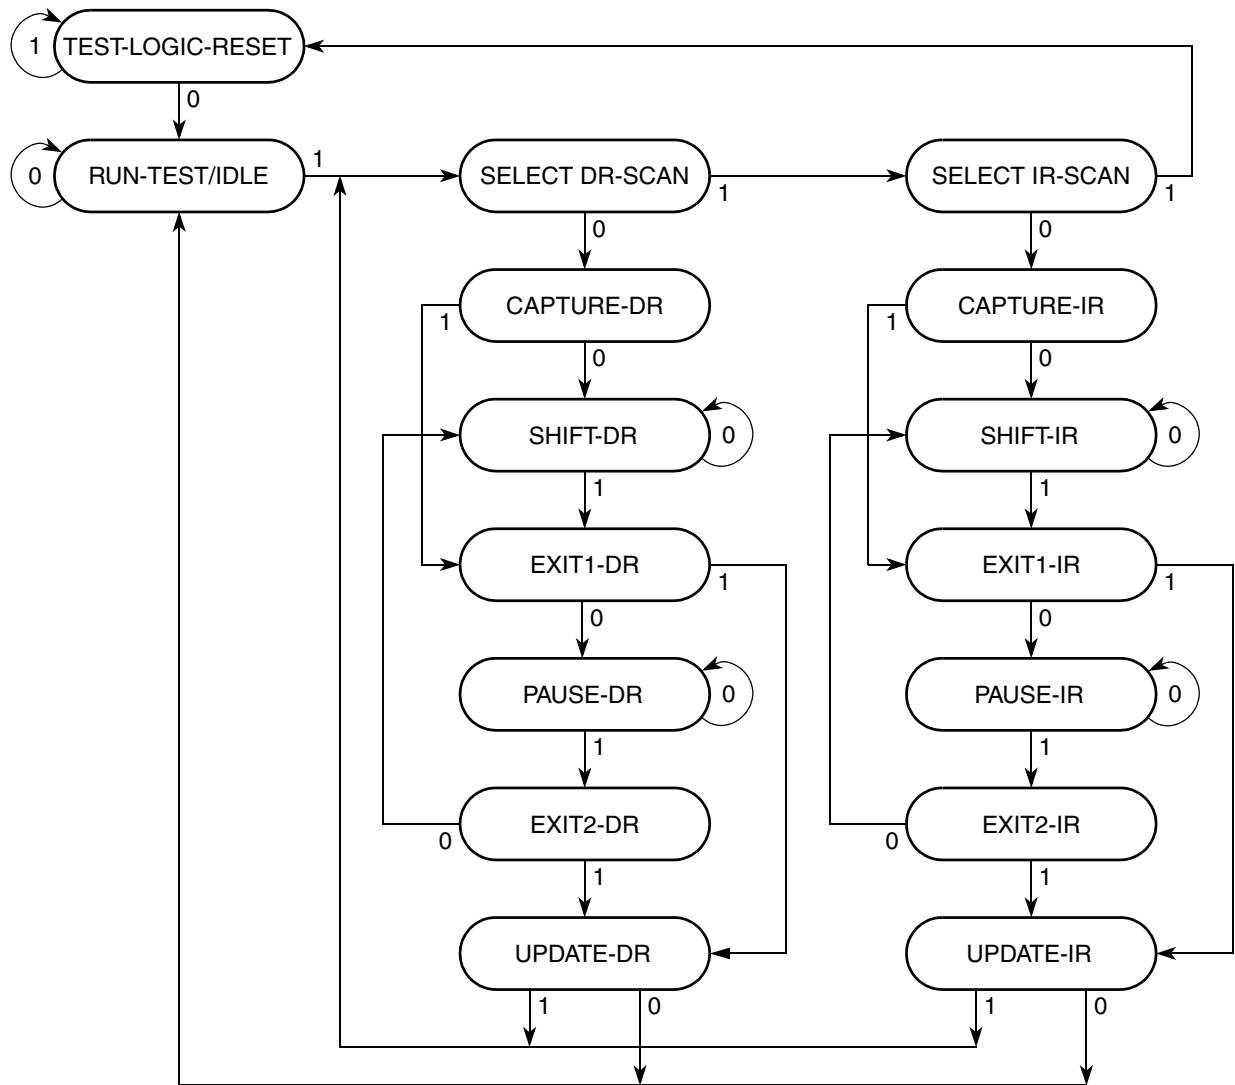 1 TEST-LOGIC-RESET
0
0 RUN-TEST/IDLE 1 SELECT DR-SCAN 1 SELECT IR-SCAN 1
0 0
CAPTURE-DR CAPTURE-IR
1 1
0 0
SHIFT-DR 0 SHIFT-IR 0
1 1
EXIT1-DR 1 EXIT1-IR 1
0 0
PAUSE-DR 0 PAUSE-IR 0
1 1
EXIT2-DR EXIT2-IR
0 0
1 1
UPDATE-DR UPDATE-IR
1 0 1 0